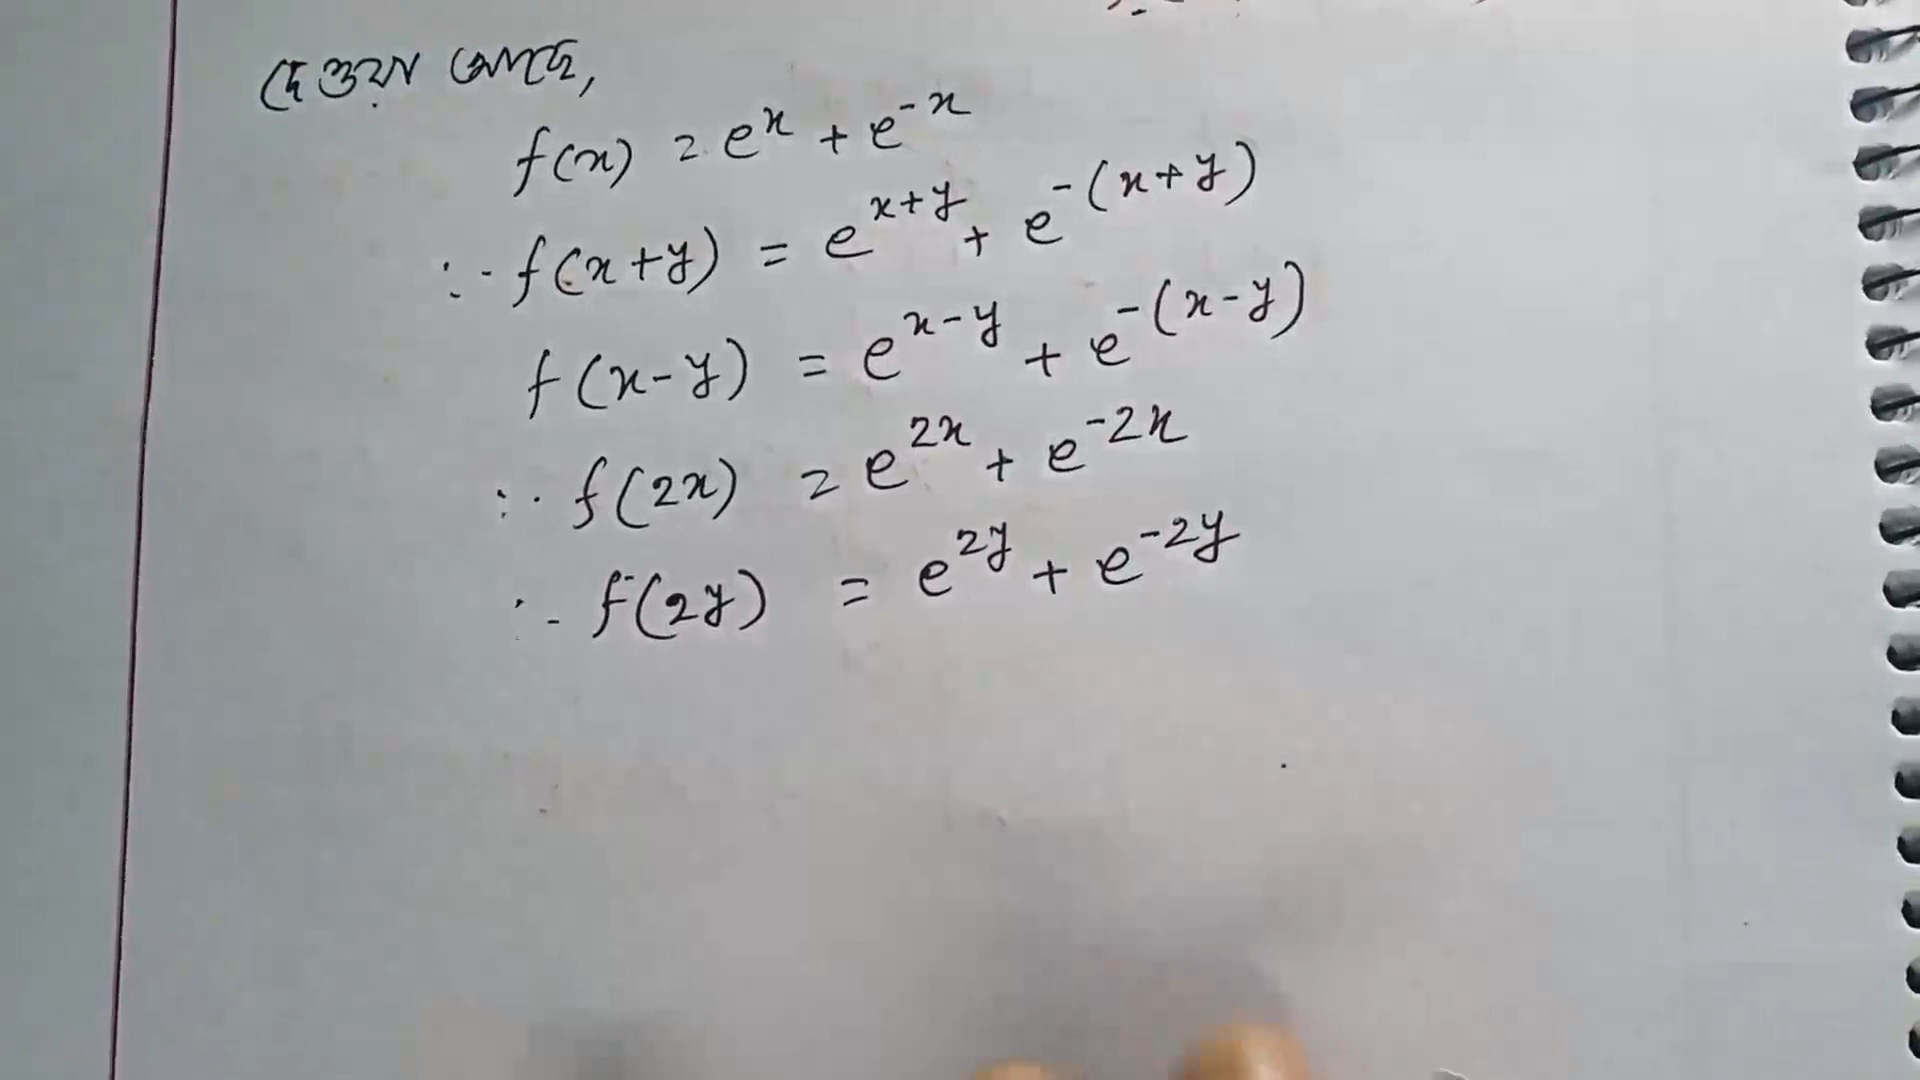 দেওয়া আছে,
f(x) = e^x + e^-x
∴ f(x+y) = e^x+y + e^-(x+y)
f(x-y) = e^x-y + e^-(x-y)
∴ f(2x) = e^2x + e^-2x
∴ f(2y) = e^2y + e^-2y